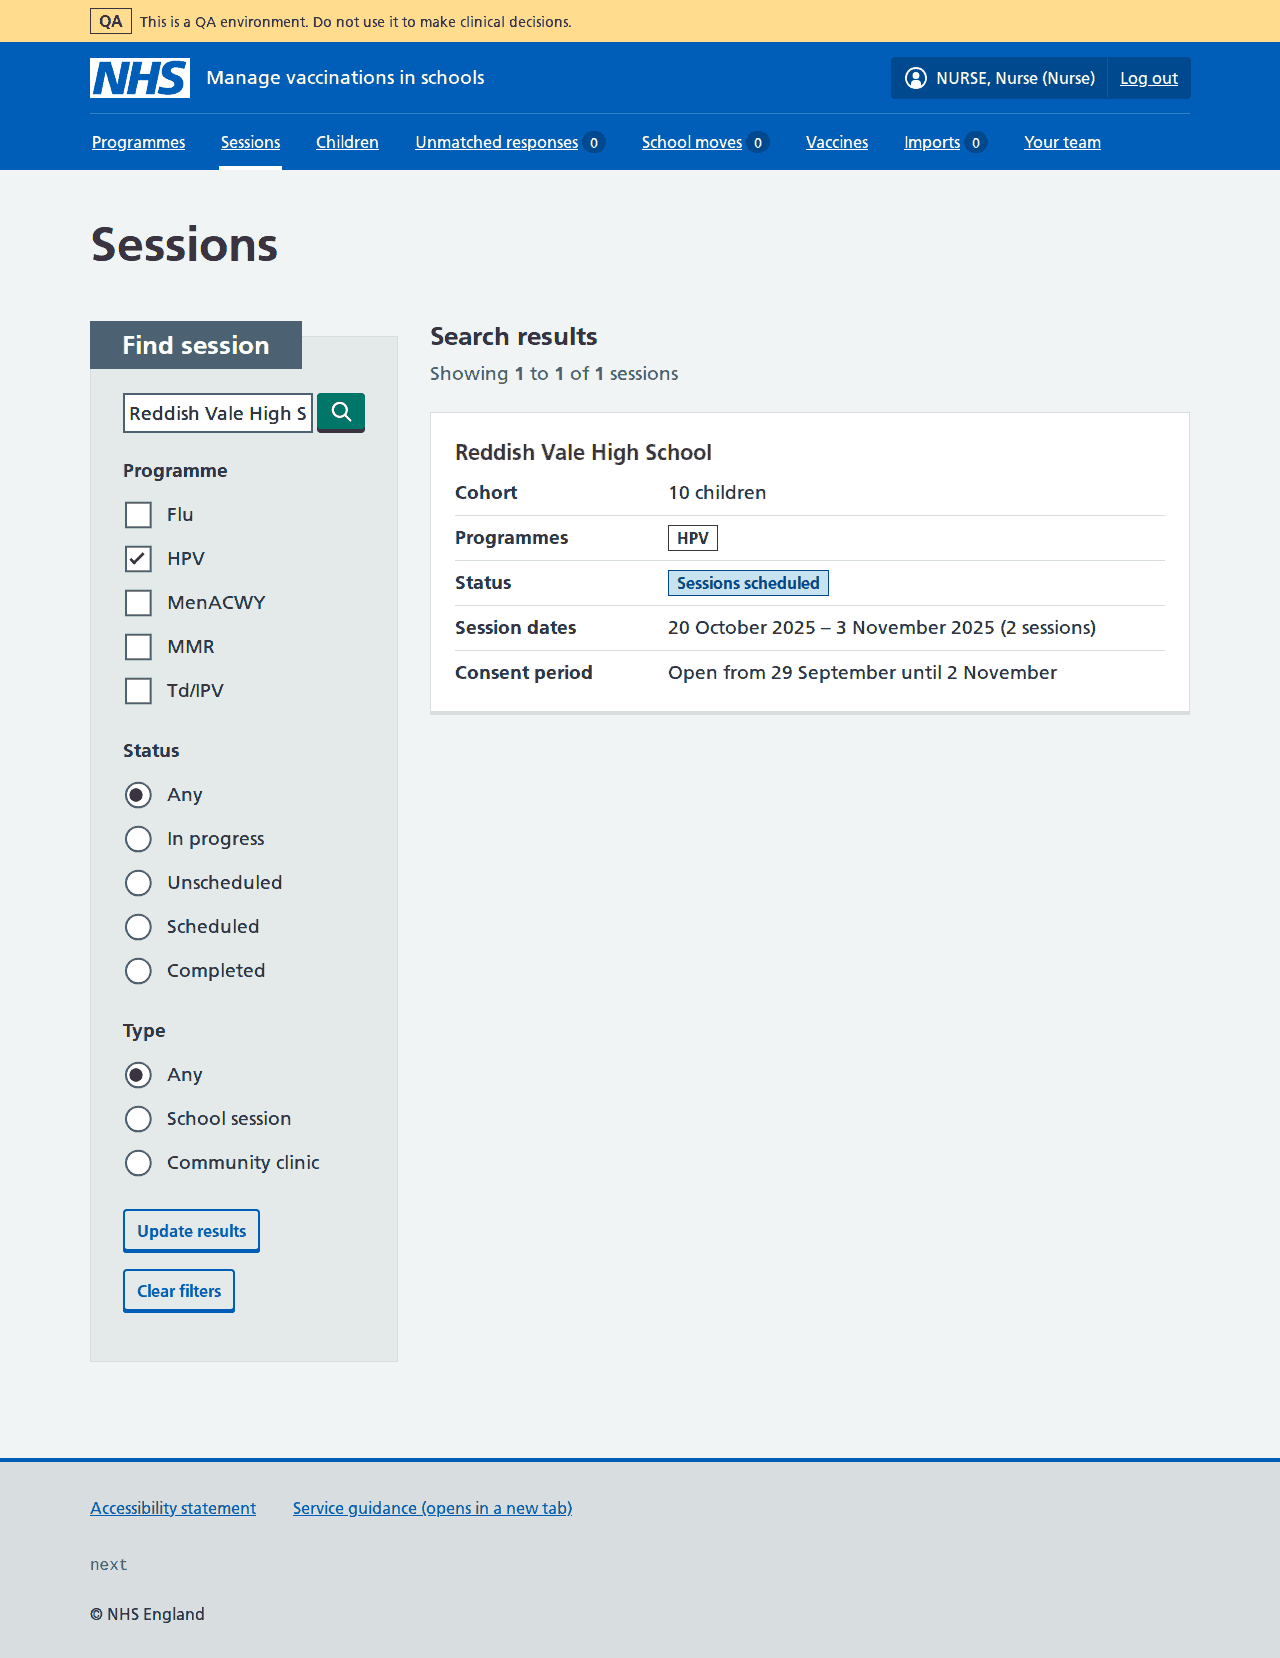 QA This is a QA environment. Do not use it to make clinical decisions.
NHS Manage vaccinations in schools NURSE, Nurse (Nurse) Log out
Programmes Sessions Children Unmatched responses 0 School moves 0 Vaccines Imports 0 Your team
Sessions
Find session
Reddish Vale High S
Programme
Flu
HPV
MenACWY
MMR
Td/IPV
Status
Any
In progress
Unscheduled
Scheduled
Completed
Type
Any
School session
Community clinic
Update results
Clear filters
Search results
Showing 1 to 1 of 1 sessions
Reddish Vale High School
Cohort 10 children
Programmes HPV
Status Sessions scheduled
Session dates 20 October 2025 – 3 November 2025 (2 sessions)
Consent period Open from 29 September until 2 November
Accessibility statement Service guidance (opens in a new tab)
next
© NHS England